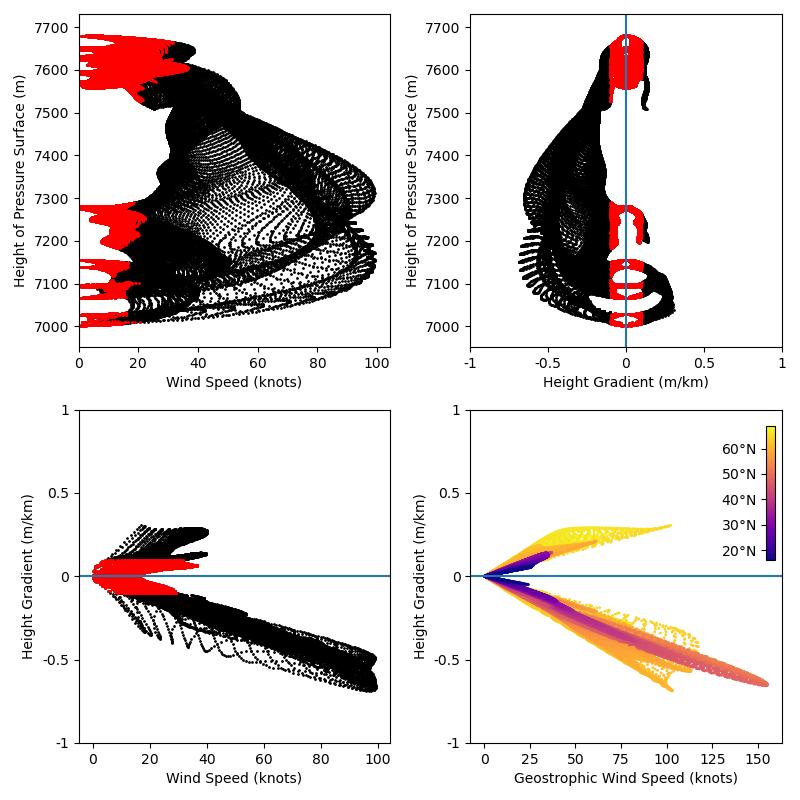 7700
7600
7500
7400
7300
7200
7100
7000
Height of Pressure Surface (m)
0 20 40 60 80 100
Wind Speed (knots)
7700
7600
7500
7400
7300
7200
7100
7000
Height of Pressure Surface (m)
-1 -0.5 0 0.5 1
Height Gradient (m/km)
1
0.5
0
-0.5
-1
Height Gradient (m/km)
0 20 40 60 80 100
Wind Speed (knots)
1
0.5
0
-0.5
-1
Height Gradient (m/km)
60°N
50°N
40°N
30°N
20°N
0 25 50 75 100 125 150
Geostrophic Wind Speed (knots)